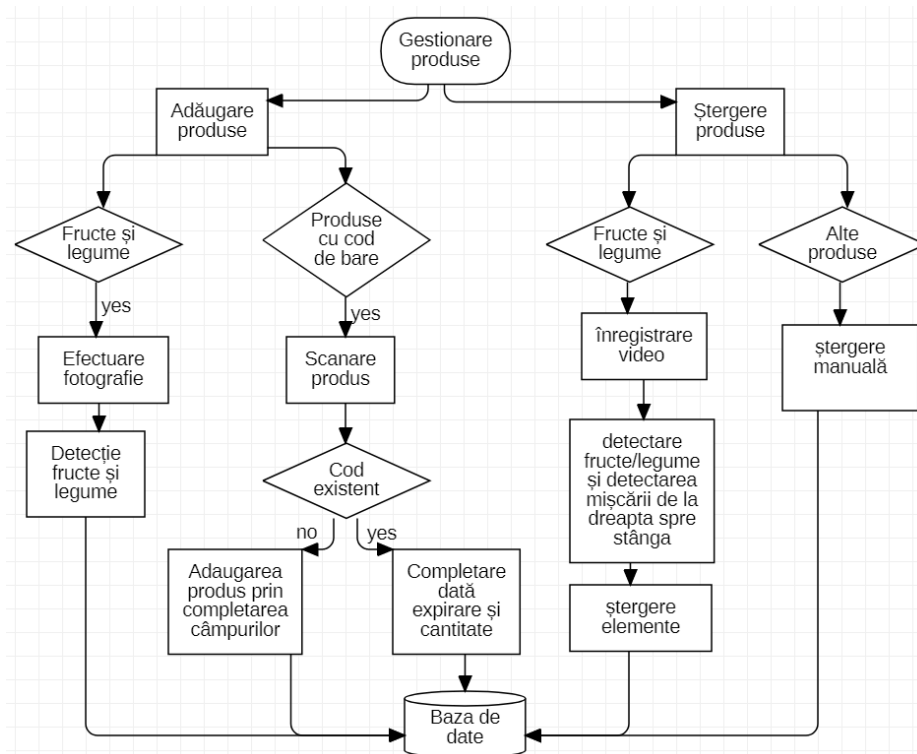 Gestionare
produse
Adăugare
produse
Ștergere
produse
Fructe și
legume
Produse
cu cod
de bare
Fructe și
legume
Alte
produse
yes
yes
Efectuare
fotografie
Scanare
produs
înregistrare
video
ștergere
manuală
Detecție
fructe și
legume
Cod
existent
detectare
fructe/legume
și detectarea
mișcării de la
dreapta spre
stânga
no
yes
Adaugarea
produs prin
completarea
câmpurilor
Completare
dată
expirare și
cantitate
ștergere
elemente
Baza de
date